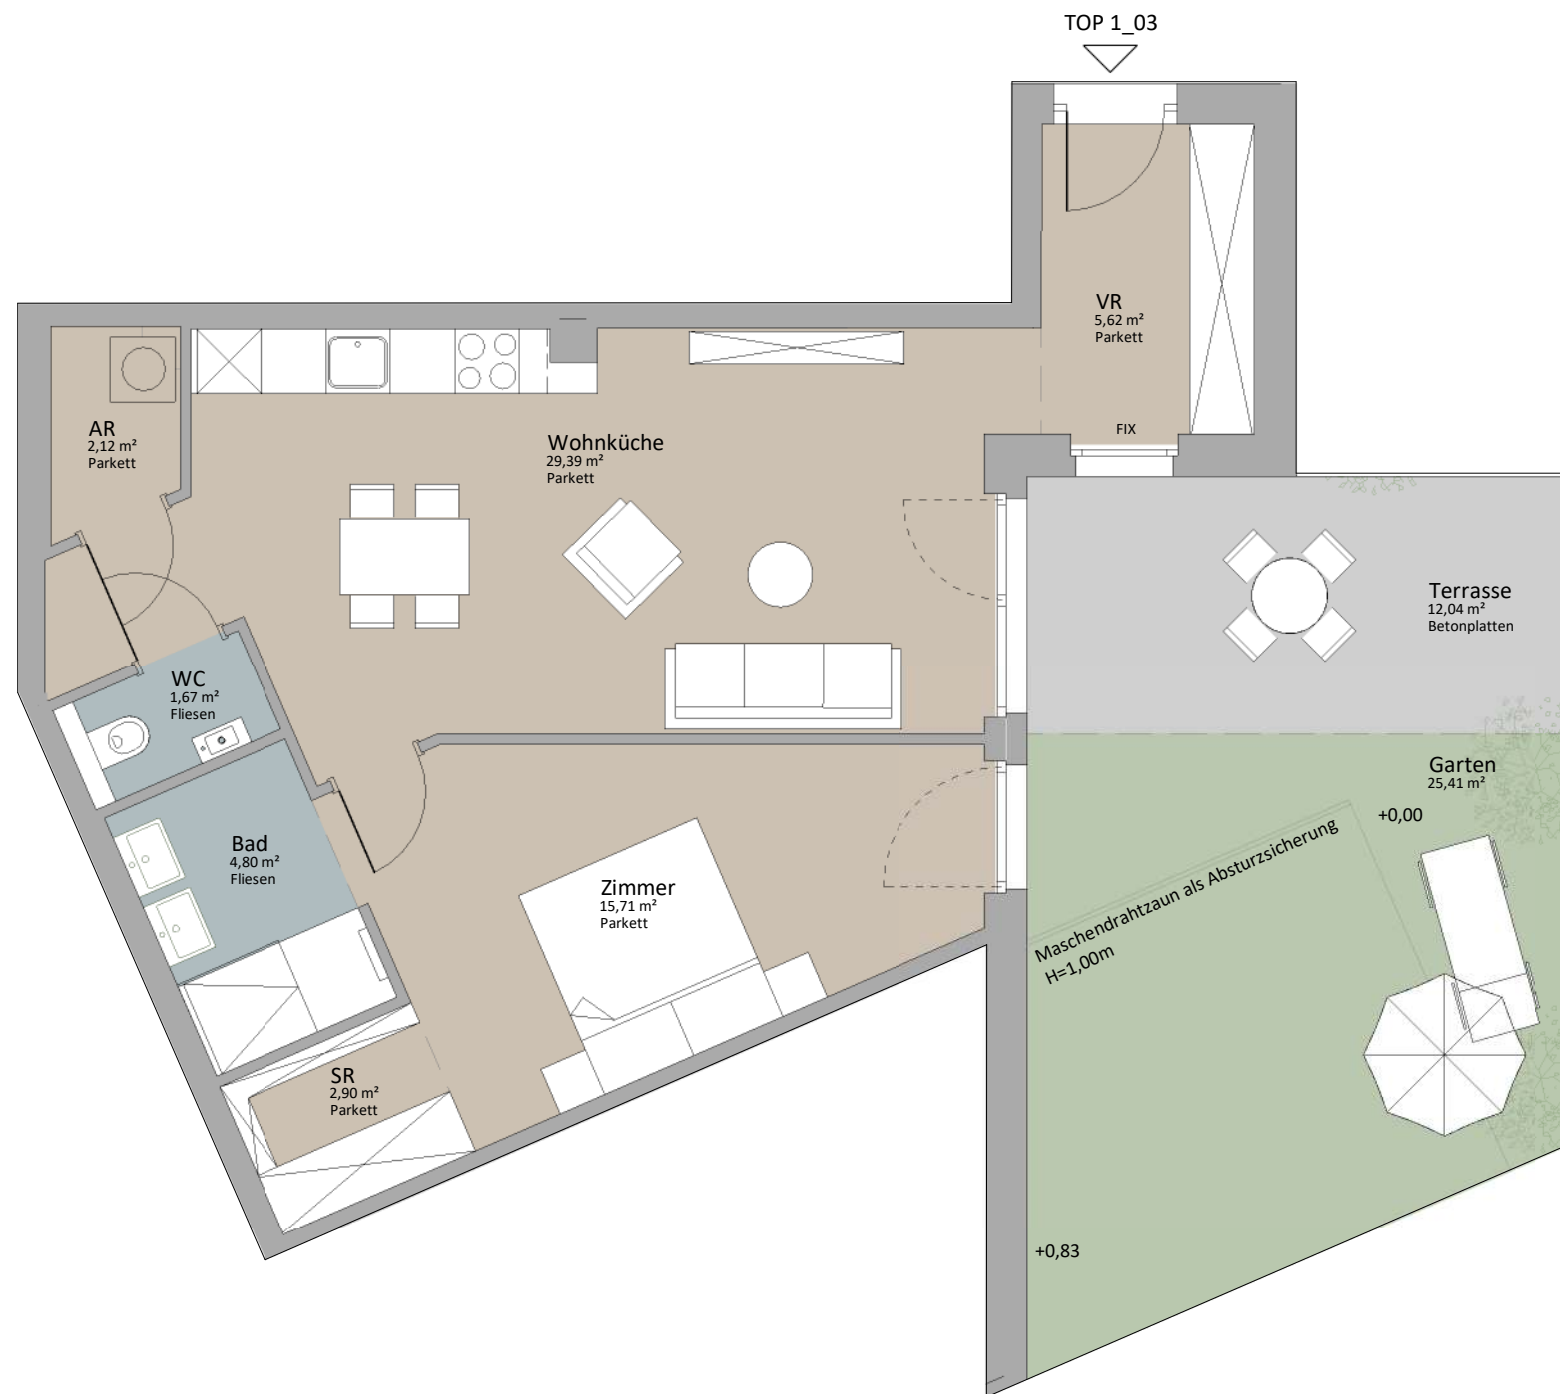 TOP 1_03
VR
5,62 m²
Parkett
FIX
AR
2,12 m²
Parkett
Wohnküche
29,39 m²
Parkett
Terrasse
12,04 m²
Betonplatten
WC
1,67 m²
Fliesen
Garten
25,41 m²
+0,00
Maschendrahtzaun als Absturzsicherung
H=1,00m
Bad
4,80 m²
Fliesen
Zimmer
15,71 m²
Parkett
SR
2,90 m²
Parkett
+0,83